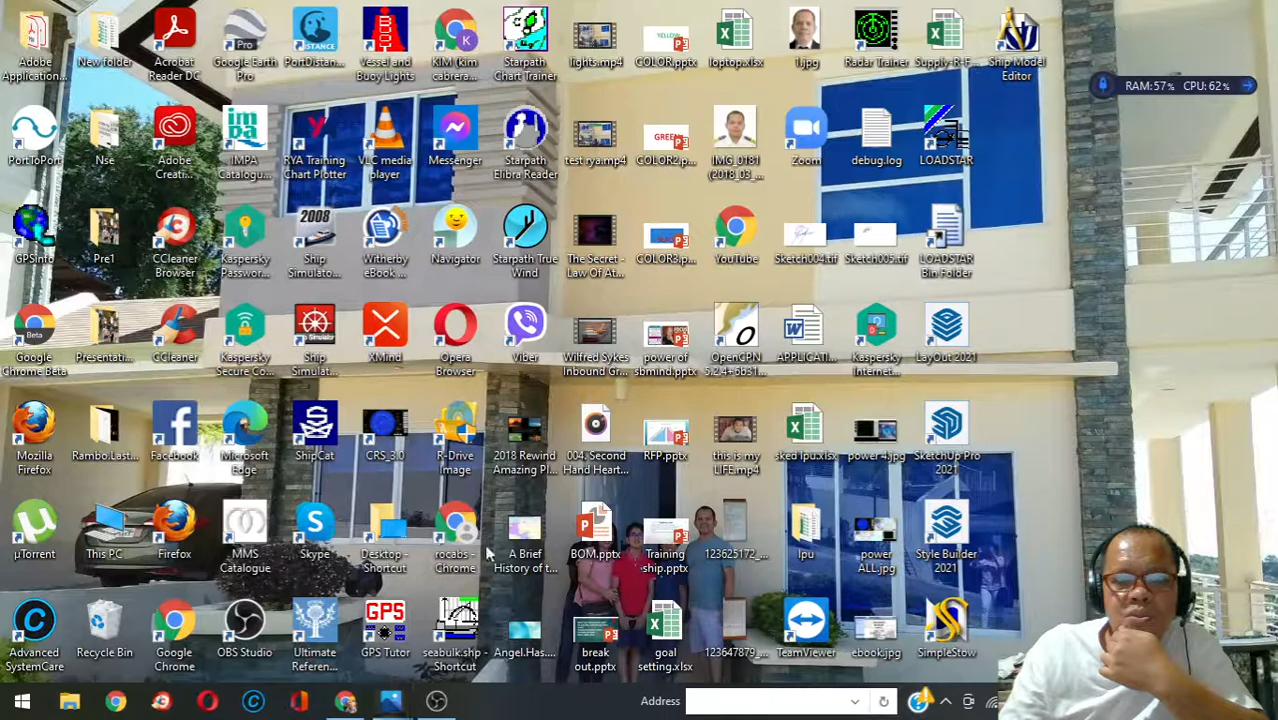 Adobe
Application...
New folder
Acrobat
Reader DC
Google Earth
Pro
PortDistan...
Vessel and
Buoy Lights
KIM (kim
cabrera...
Starpath
Chart Trainer
lights.mp4
COLOR.pptx
loptop.xlsx
1.jpg
Radar Trainer
Supply-R-F...
Ship Model
Editor
RAM:57% CPU: 62%
PortToPort
Nse
Adobe
Creati...
IMPA
Catalogu...
RYA Training
Chart Plotter
VLC media
player
Messenger
Starpath
Elibra Reader
test rya.mp4
COLOR2.p...
IMG_0181
(2018_03_...
Zoom
debug.log
LOADSTAR
GPSinfo
Pre1
CCleaner
Browser
Kaspersky
Passwor...
2008
Ship
Simulato...
Witherby
eBook ...
Navigator
Starpath True
Wind
The Secret -
Law Of At...
COLOR3.p...
YouTube
Sketch004.tif
Sketch005.tif
LOADSTAR
Bin Folder
Google
Chrome Beta
Presentati...
CCleaner
Kaspersky
Secure Co...
Ship
Simulat...
XMind
Opera
Browser
Viber
Wilfred Sykes
Inbound Gr...
power of
sbmind.pptx
OpenCPN
5.2.4+6b31...
APPLICATI...
Kaspersky
Internet...
LayOut 2021
Mozilla
Firefox
Rambo.Last...
Facebook
Microsoft
Edge
ShipCat
CRS_3.0
R-Drive
Image
2018 Rewind
Amazing Pl...
004. Second
Hand Heart...
RFP.pptx
this is my
LIFE.mp4
sked lpu.xlsx
power 4.jpg
SketchUp Pro
2021
µTorrent
This PC
Firefox
MMS
Catalogue
Skype
Desktop -
Shortcut
rocabs -
Chrome
A Brief
History of t...
BOM.pptx
Training
ship.pptx
123625172_...
lpu
power
ALL.jpg
Style Builder
2021
Advanced
SystemCare
Recycle Bin
Google
Chrome
OBS Studio
Ultimate
Referen...
GPS
GPS Tutor
seabulk.shp -
Shortcut
Angel.Has....
break
out.pptx
goal
setting.xlsx
123647879_...
TeamViewer
ebook.jpg
SimpleStow
Address